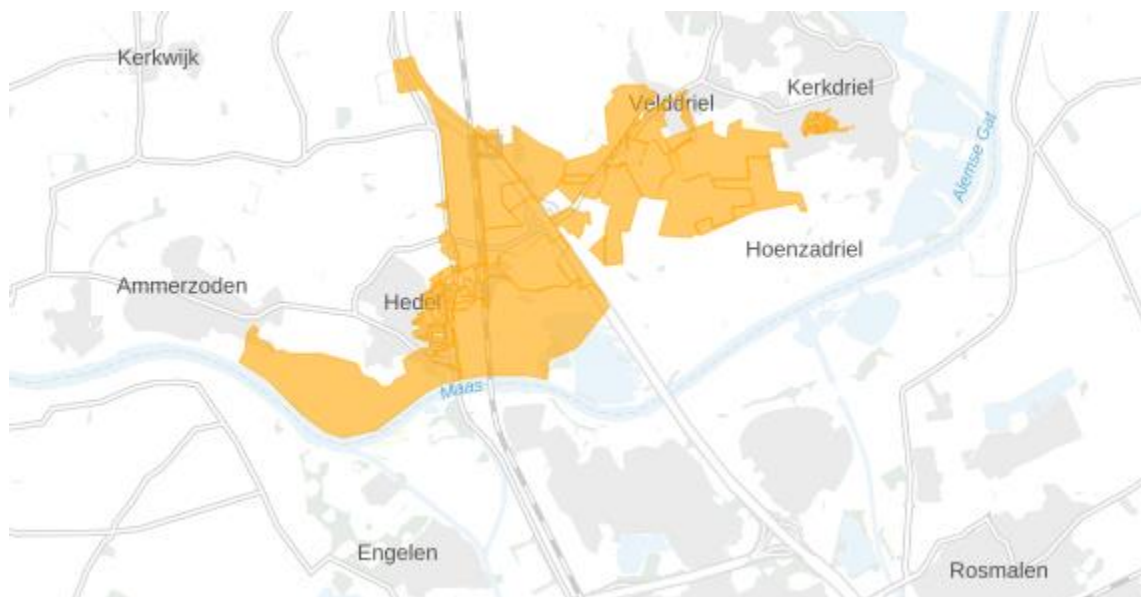 Kerkwijk
Kerkdriel
Velddriel
Alemse Gat
Hoenzadriel
Ammerzoden
Hedel
Maas
Engelen
Rosmalen